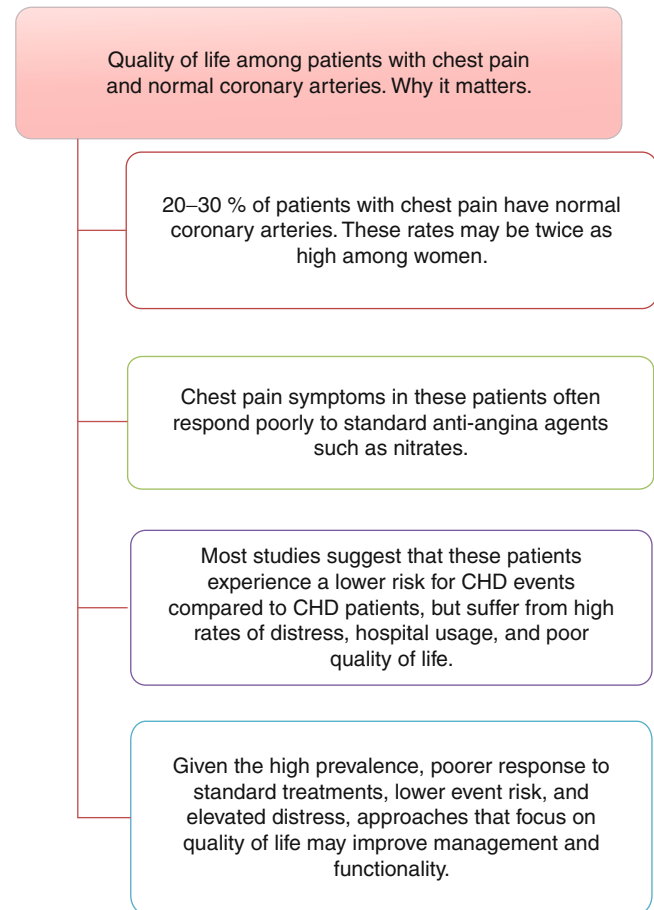 Quality of life among patients with chest pain
and normal coronary arteries. Why it matters.
20–30 % of patients with chest pain have normal
coronary arteries. These rates may be twice as
high among women.
Chest pain symptoms in these patients often
respond poorly to standard anti-angina agents
such as nitrates.
Most studies suggest that these patients
experience a lower risk for CHD events
compared to CHD patients, but suffer from high
rates of distress, hospital usage, and poor
quality of life.
Given the high prevalence, poorer response to
standard treatments, lower event risk, and
elevated distress, approaches that focus on
quality of life may improve management and
functionality.